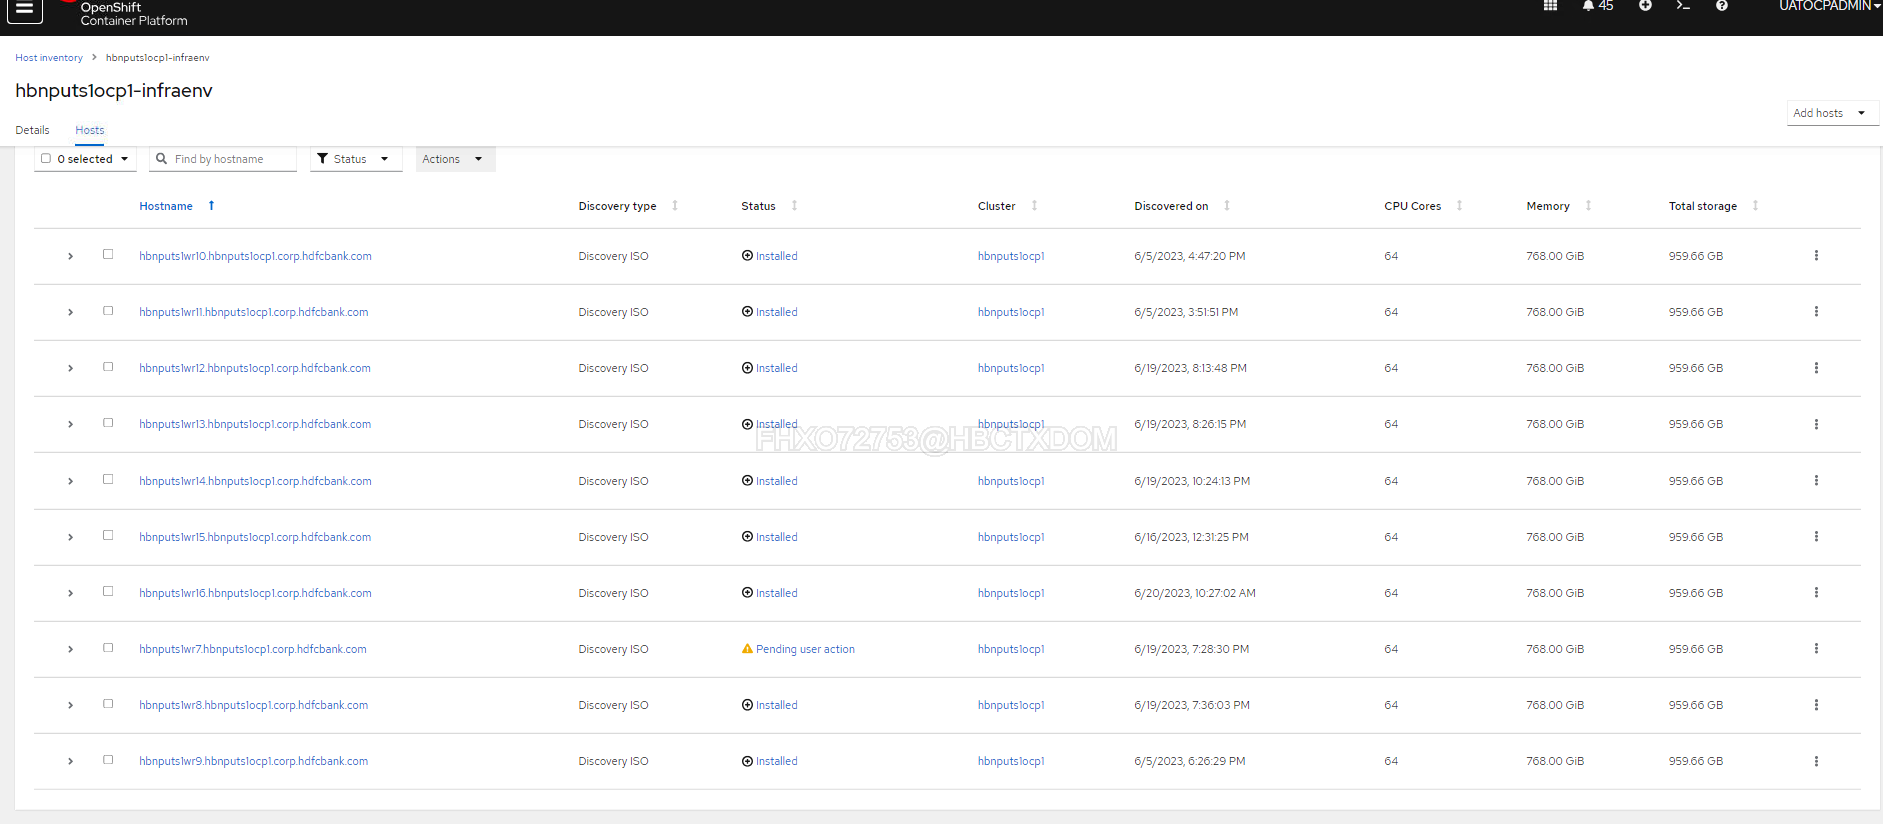 OpenShift
Container Platform
45
UATOCPADMIN
Host inventory > hbnputs1ocp1-infraenv
hbnputs1ocp1-infraenv
Add hosts
Details Hosts
0 selected Find by hostname Status Actions
Hostname Discovery type Status Cluster Discovered on CPU Cores Memory Total storage
hbnputs1wr10.hbnputs1ocp1.corp.hdfcbank.com Discovery ISO Installed hbnputs1ocp1 6/5/2023, 4:47:20 PM 64 768.00 GiB 959.66 GB
hbnputs1wr11.hbnputs1ocp1.corp.hdfcbank.com Discovery ISO Installed hbnputs1ocp1 6/5/2023, 3:51:51 PM 64 768.00 GiB 959.66 GB
hbnputs1wr12.hbnputs1ocp1.corp.hdfcbank.com Discovery ISO Installed hbnputs1ocp1 6/19/2023, 8:13:48 PM 64 768.00 GiB 959.66 GB
hbnputs1wr13.hbnputs1ocp1.corp.hdfcbank.com Discovery ISO Installed hbnputs1ocp1 6/19/2023, 8:26:15 PM 64 768.00 GiB 959.66 GB
FHXO72753@HBCTXDOM
hbnputs1wr14.hbnputs1ocp1.corp.hdfcbank.com Discovery ISO Installed hbnputs1ocp1 6/19/2023, 10:24:13 PM 64 768.00 GiB 959.66 GB
hbnputs1wr15.hbnputs1ocp1.corp.hdfcbank.com Discovery ISO Installed hbnputs1ocp1 6/16/2023, 12:31:25 PM 64 768.00 GiB 959.66 GB
hbnputs1wr16.hbnputs1ocp1.corp.hdfcbank.com Discovery ISO Installed hbnputs1ocp1 6/20/2023, 10:27:02 AM 64 768.00 GiB 959.66 GB
hbnputs1wr7.hbnputs1ocp1.corp.hdfcbank.com Discovery ISO Pending user action hbnputs1ocp1 6/19/2023, 7:28:30 PM 64 768.00 GiB 959.66 GB
hbnputs1wr8.hbnputs1ocp1.corp.hdfcbank.com Discovery ISO Installed hbnputs1ocp1 6/19/2023, 7:36:03 PM 64 768.00 GiB 959.66 GB
hbnputs1wr9.hbnputs1ocp1.corp.hdfcbank.com Discovery ISO Installed hbnputs1ocp1 6/5/2023, 6:26:29 PM 64 768.00 GiB 959.66 GB